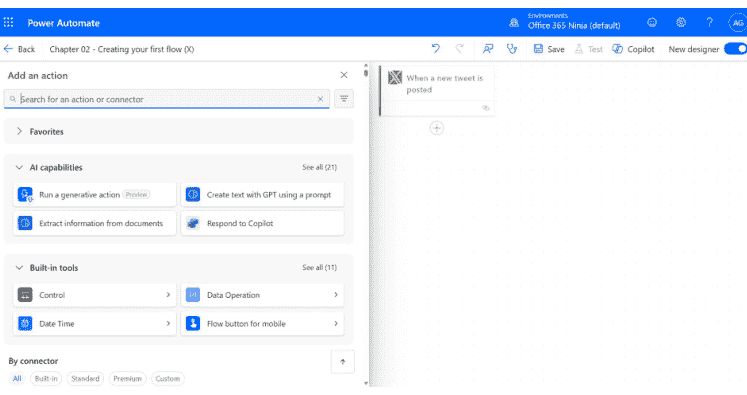 Power Automate
Environments
Office 365 Ninja (default)
?
AG
Back
Chapter 02 - Creating your first flow (X)
Save
Test
Copilot
New designer
Add an action
Search for an action or connector
Favorites
AI capabilities
See all (21)
Run a generative action
Preview
Create text with GPT using a prompt
Extract information from documents
Respond to Copilot
Built-in tools
See all (11)
Control
Data Operation
Date Time
Flow button for mobile
By connector
All
Built-in
Standard
Premium
Custom
When a new tweet is
posted